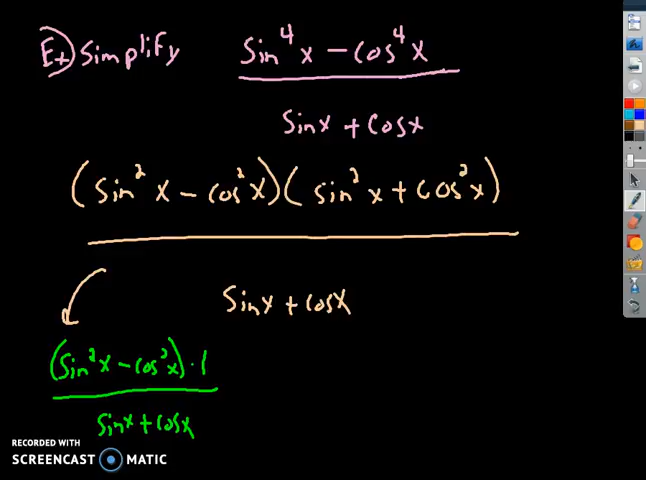 Ex) Simplify sin⁴x − cos⁴x
sinx + cosx
(sin²x − cos²x)(sin²x + cos²x)
sinx + cosx
(sin²x − cos²x) · 1
sinx + cosx
RECORDED WITH
SCREENCAST MATIC